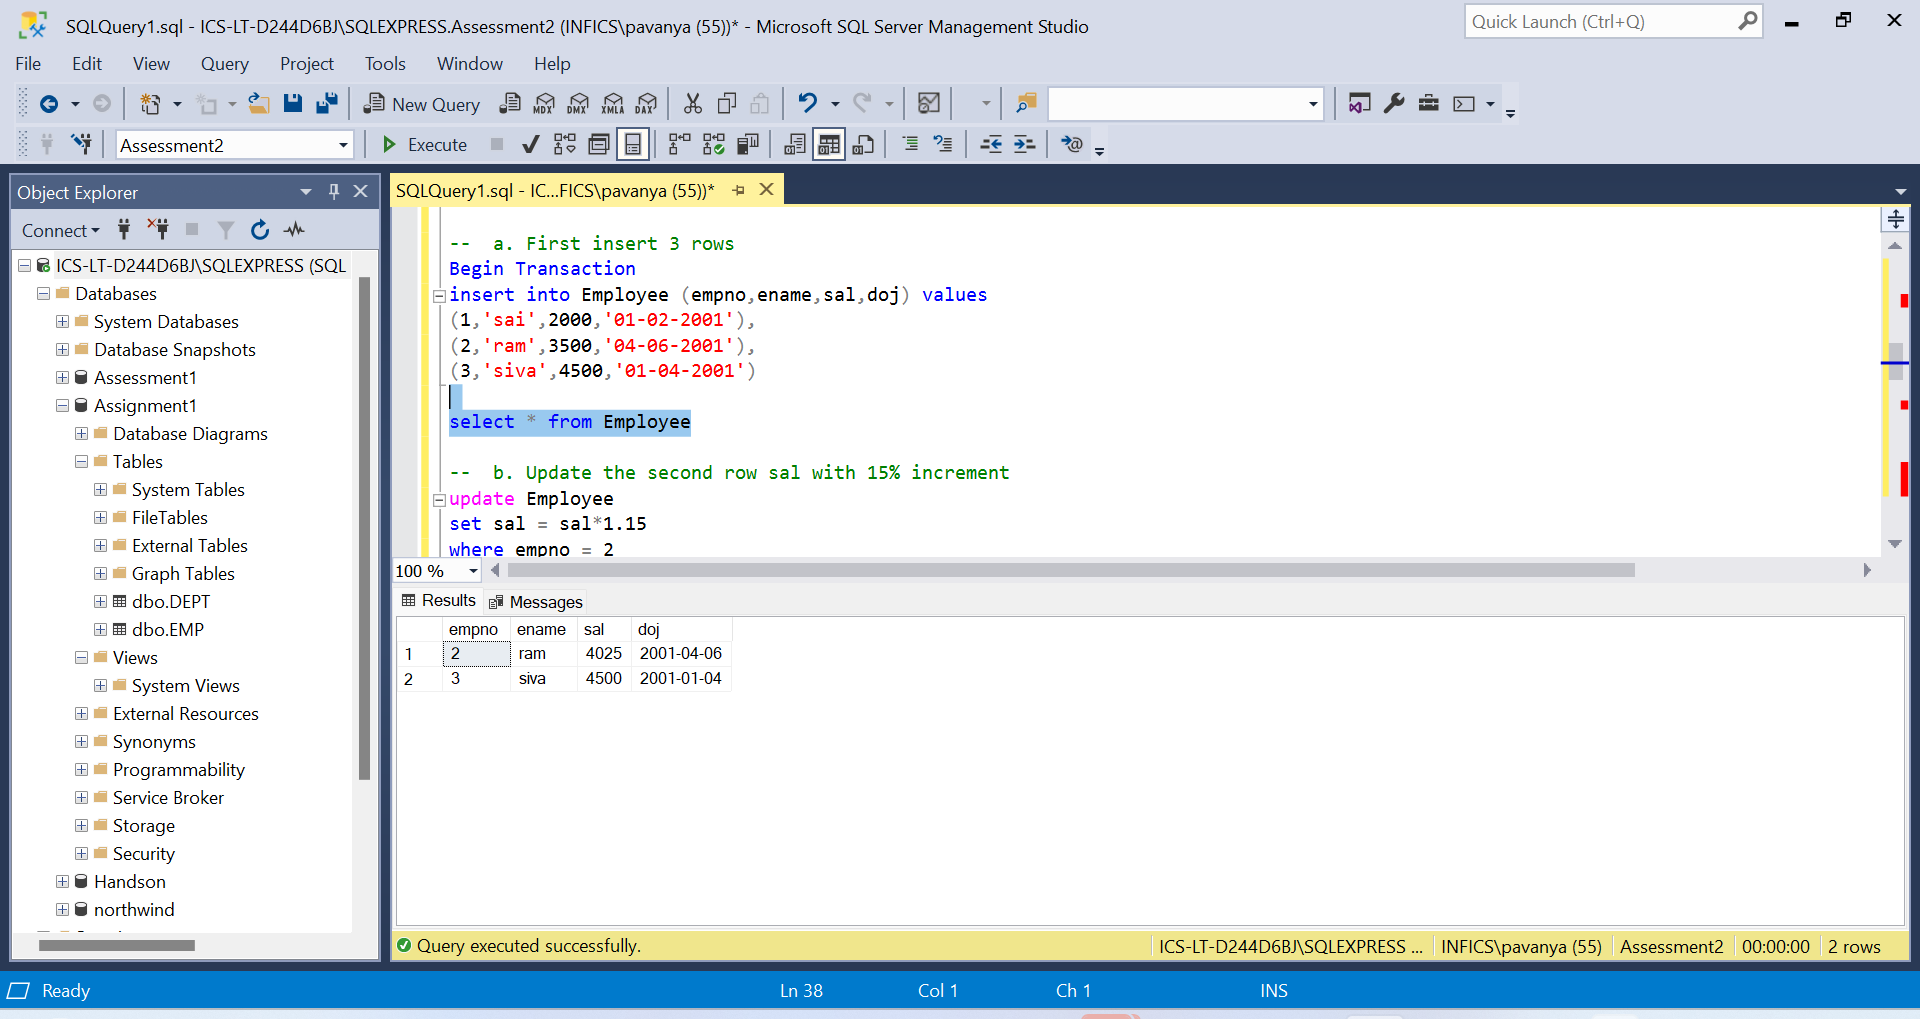 SQLQuery1.sql - ICS-LT-D244D6BJ\SQLEXPRESS.Assessment2 (INFICS\pavanya (55))* - Microsoft SQL Server Management Studio
Quick Launch (Ctrl+Q)
File Edit View Query Project Tools Window Help
New Query MDX DMX XMLA DAX
Assessment2 Execute
Object Explorer
Connect
ICS-LT-D244D6BJ\SQLEXPRESS (SQL
Databases
System Databases
Database Snapshots
Assessment1
Assignment1
Database Diagrams
Tables
System Tables
FileTables
External Tables
Graph Tables
dbo.DEPT
dbo.EMP
Views
System Views
External Resources
Synonyms
Programmability
Service Broker
Storage
Security
Handson
northwind
SQLQuery1.sql - IC...FICS\pavanya (55))*
-- a. First insert 3 rows
Begin Transaction
insert into Employee (empno,ename,sal,doj) values
(1,'sai',2000,'01-02-2001'),
(2,'ram',3500,'04-06-2001'),
(3,'siva',4500,'01-04-2001')
select * from Employee
-- b. Update the second row sal with 15% increment
update Employee
set sal = sal*1.15
where empno = 2
100 %
Results Messages
empno ename sal doj
1 2 ram 4025 2001-04-06
2 3 siva 4500 2001-01-04
Query executed successfully. ICS-LT-D244D6BJ\SQLEXPRESS ... INFICS\pavanya (55) Assessment2 00:00:00 2 rows
Ready Ln 38 Col 1 Ch 1 INS